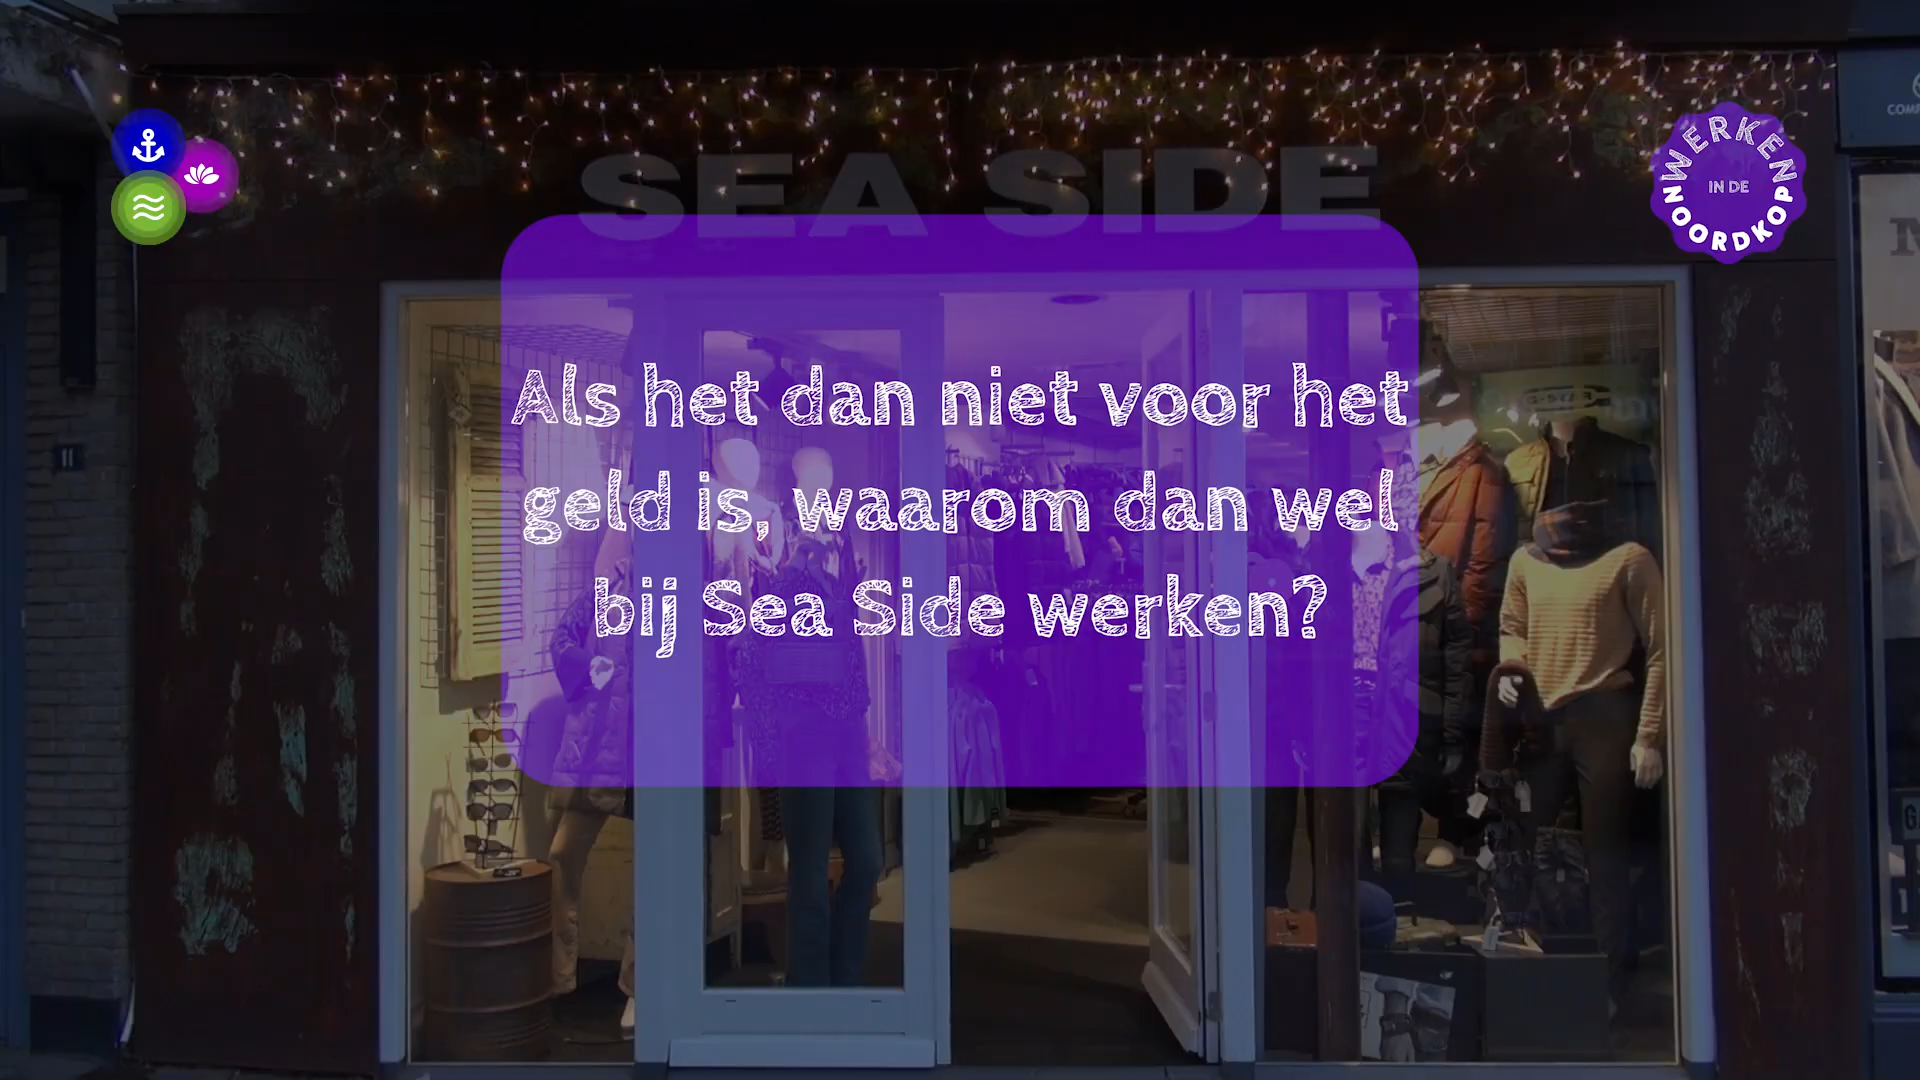 SEA SIDE
WERKEN
IN DE
NOORDKOP
Als het dan niet voor het
geld is, waarom dan wel
bij Sea Side werken?
11